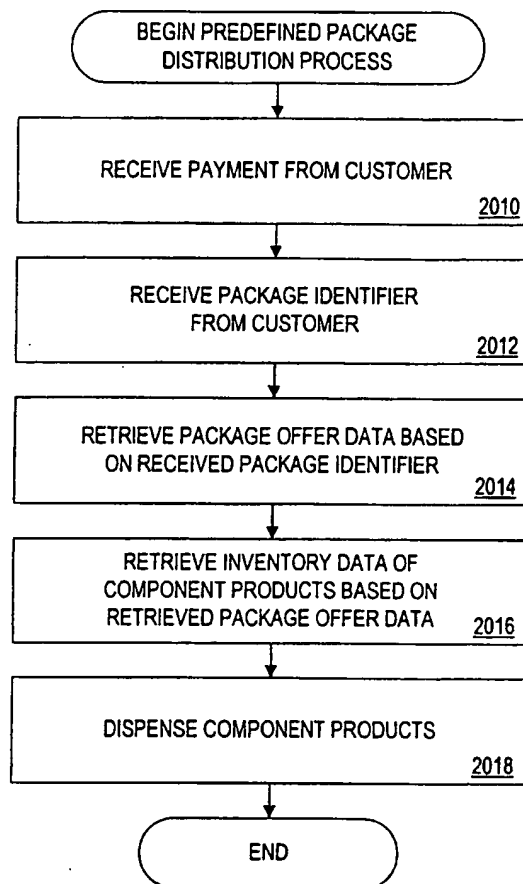 BEGIN PREDEFINED PACKAGE
DISTRIBUTION PROCESS
RECEIVE PAYMENT FROM CUSTOMER
2010
RECEIVE PACKAGE IDENTIFIER
FROM CUSTOMER
2012
RETRIEVE PACKAGE OFFER DATA BASED
ON RECEIVED PACKAGE IDENTIFIER
2014
RETRIEVE INVENTORY DATA OF
COMPONENT PRODUCTS BASED ON
RETRIEVED PACKAGE OFFER DATA
2016
DISPENSE COMPONENT PRODUCTS
2018
END